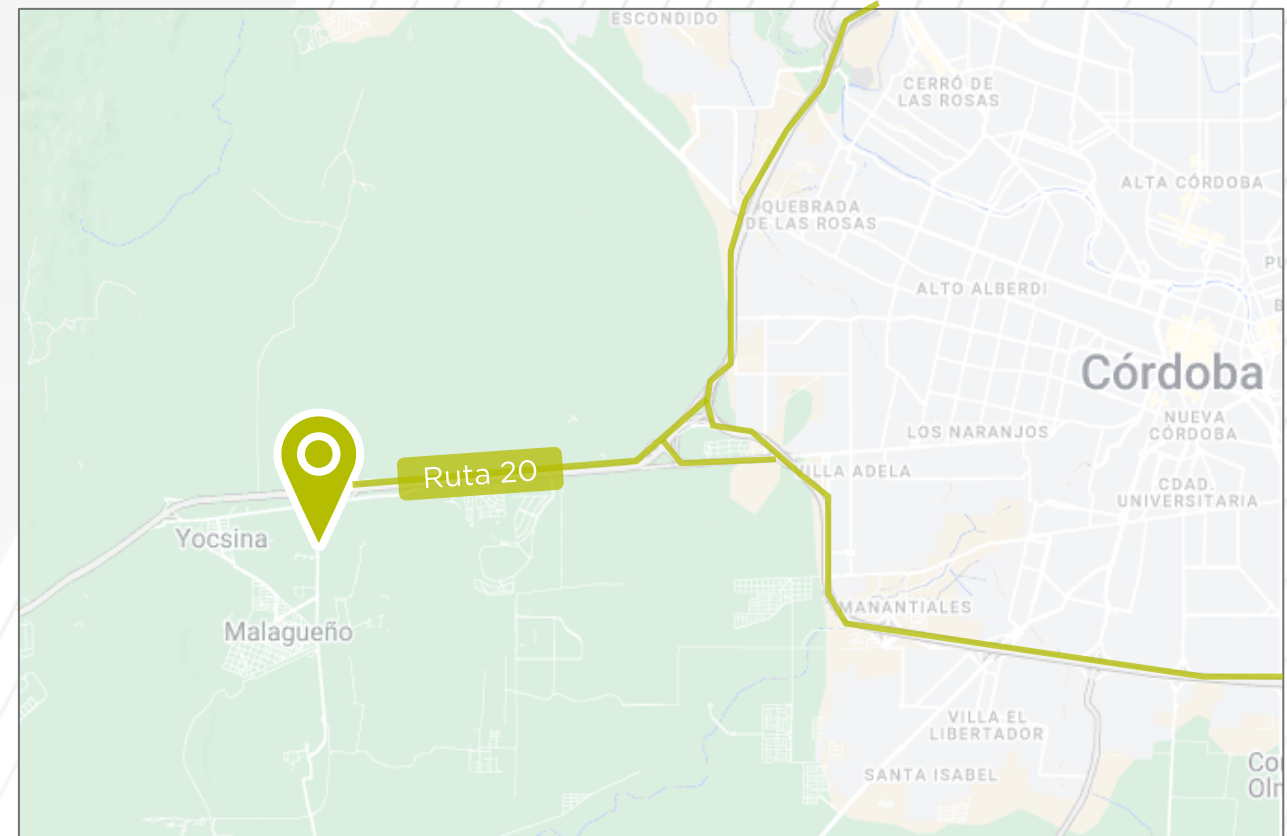 ESCONDIDO
CERRÓ DE
LAS ROSAS
ALTA CÓRDOBA
QUEBRADA
DE LAS ROSAS
ALTO ALBERDI
Córdoba
NUEVA
CÓRDOBA
LOS NARANJOS
Ruta 20
VILLA ADELA
CDAD.
UNIVERSITARIA
Yocsina
MANANTIALES
Malagueño
VILLA EL
LIBERTADOR
SANTA ISABEL